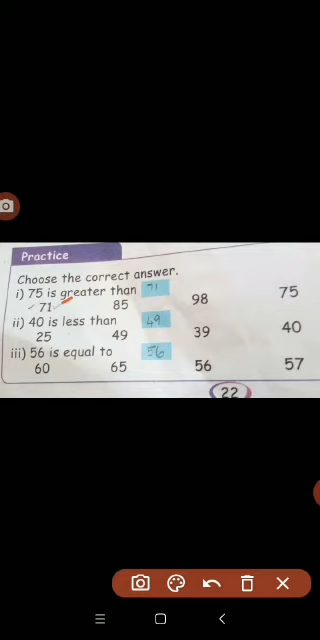 Practice
Choose the correct answer.
i) 75 is greater than 71
71 85 98 75
ii) 40 is less than 49
25 49 39 40
iii) 56 is equal to 56
60 65 56 57
22